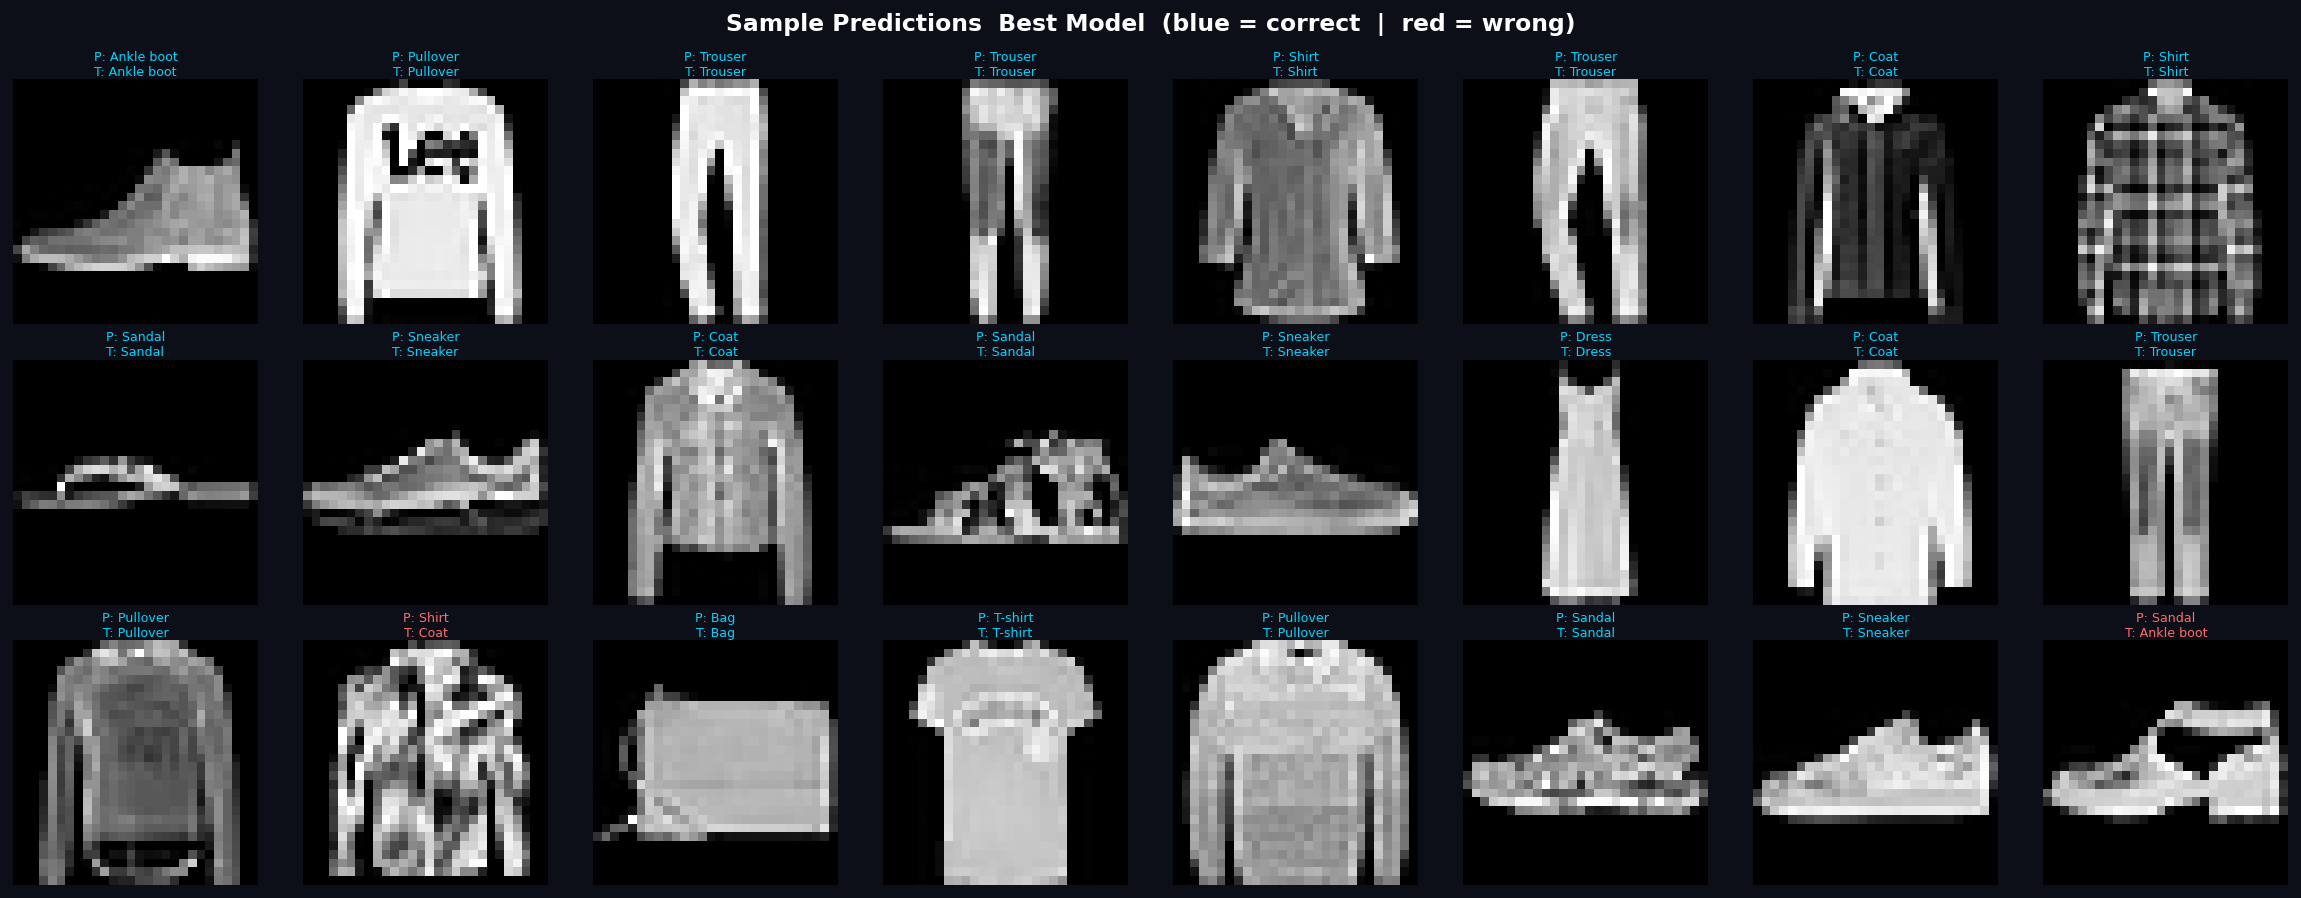 Sample Predictions  Best Model  (blue = correct  |  red = wrong)
P: Ankle boot
T: Ankle boot
P: Pullover
T: Pullover
P: Trouser
T: Trouser
P: Trouser
T: Trouser
P: Shirt
T: Shirt
P: Trouser
T: Trouser
P: Coat
T: Coat
P: Shirt
T: Shirt
P: Sandal
T: Sandal
P: Sneaker
T: Sneaker
P: Coat
T: Coat
P: Sandal
T: Sandal
P: Sneaker
T: Sneaker
P: Dress
T: Dress
P: Coat
T: Coat
P: Trouser
T: Trouser
P: Pullover
T: Pullover
P: Shirt
T: Coat
P: Bag
T: Bag
P: T-shirt
T: T-shirt
P: Pullover
T: Pullover
P: Sandal
T: Sandal
P: Sneaker
T: Sneaker
P: Sandal
T: Ankle boot